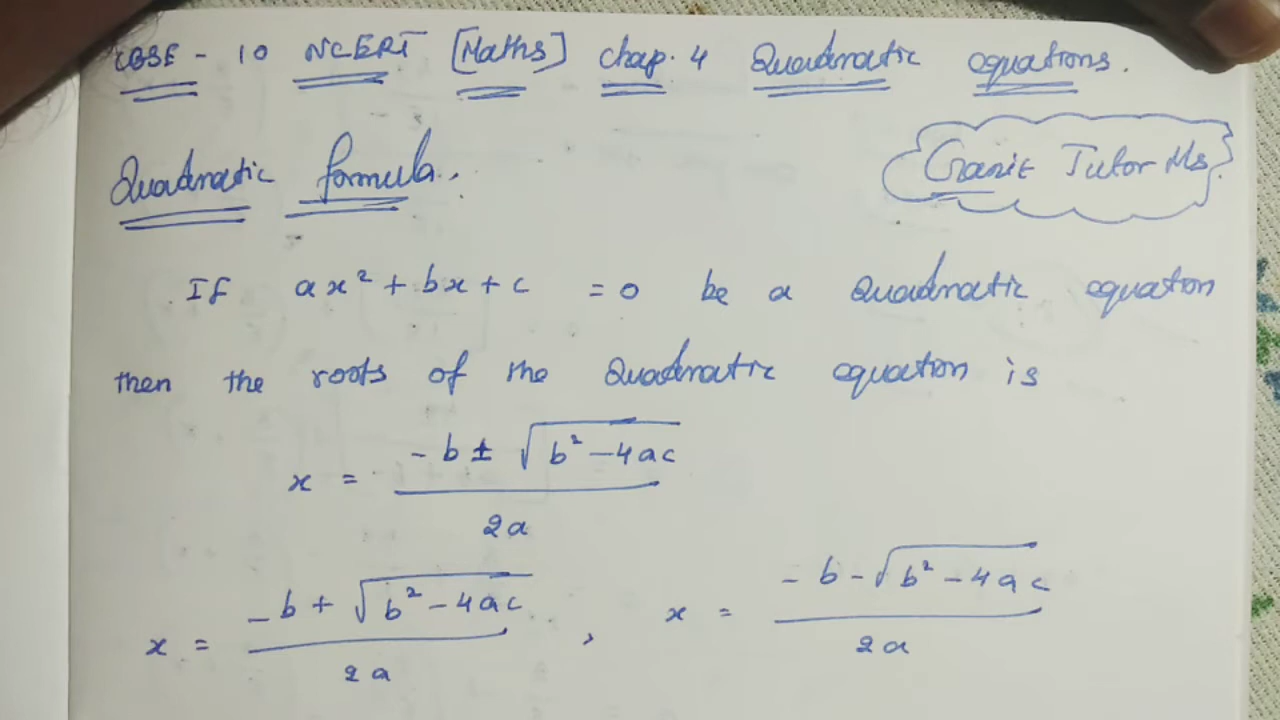 CBSE - 10 NCERT [Maths] chap. 4 Quadratic equations.
Quadratic formula.
Tutor Ms
If ax² + bx + c = 0 be a Quadratic equation
then the roots of the Quadratic equation is
x = -b ± √(b² - 4ac) / 2a
x = -b + √(b² - 4ac) / 2a , x = -b - √(b² - 4ac) / 2a